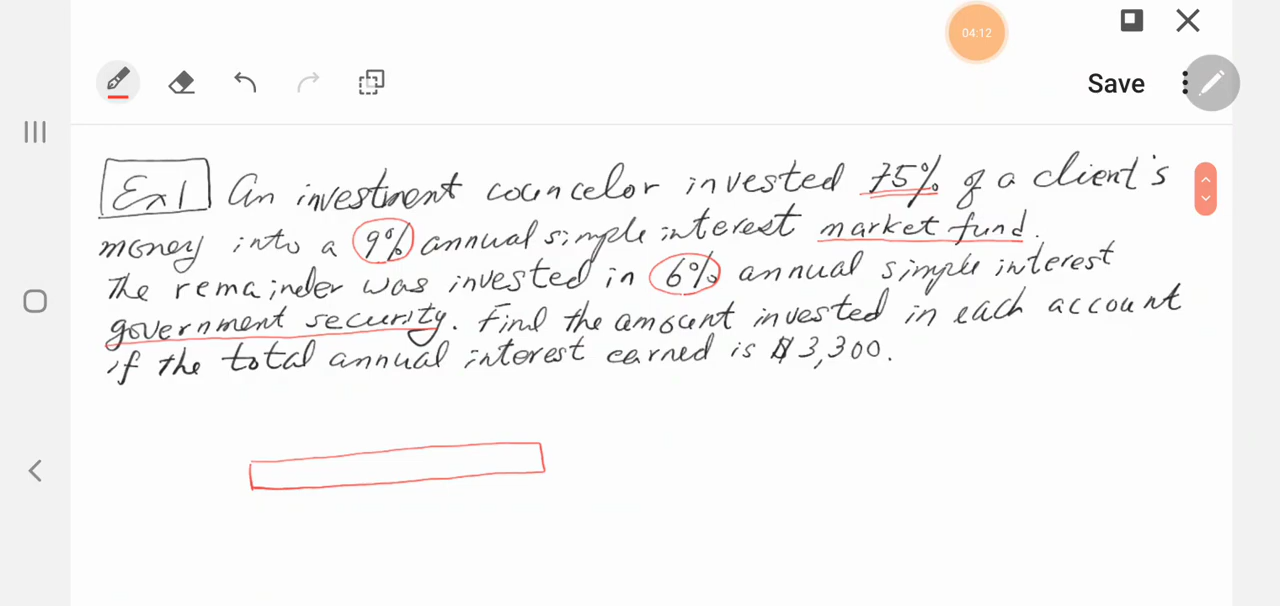 04:12
Save
Ex1 An investment councelor invested 75% of a client's
money into a 9% annual simple interest market fund.
The remainder was invested in 6% annual simple interest
government security. Find the amount invested in each account
if the total annual interest earned is $3,300.